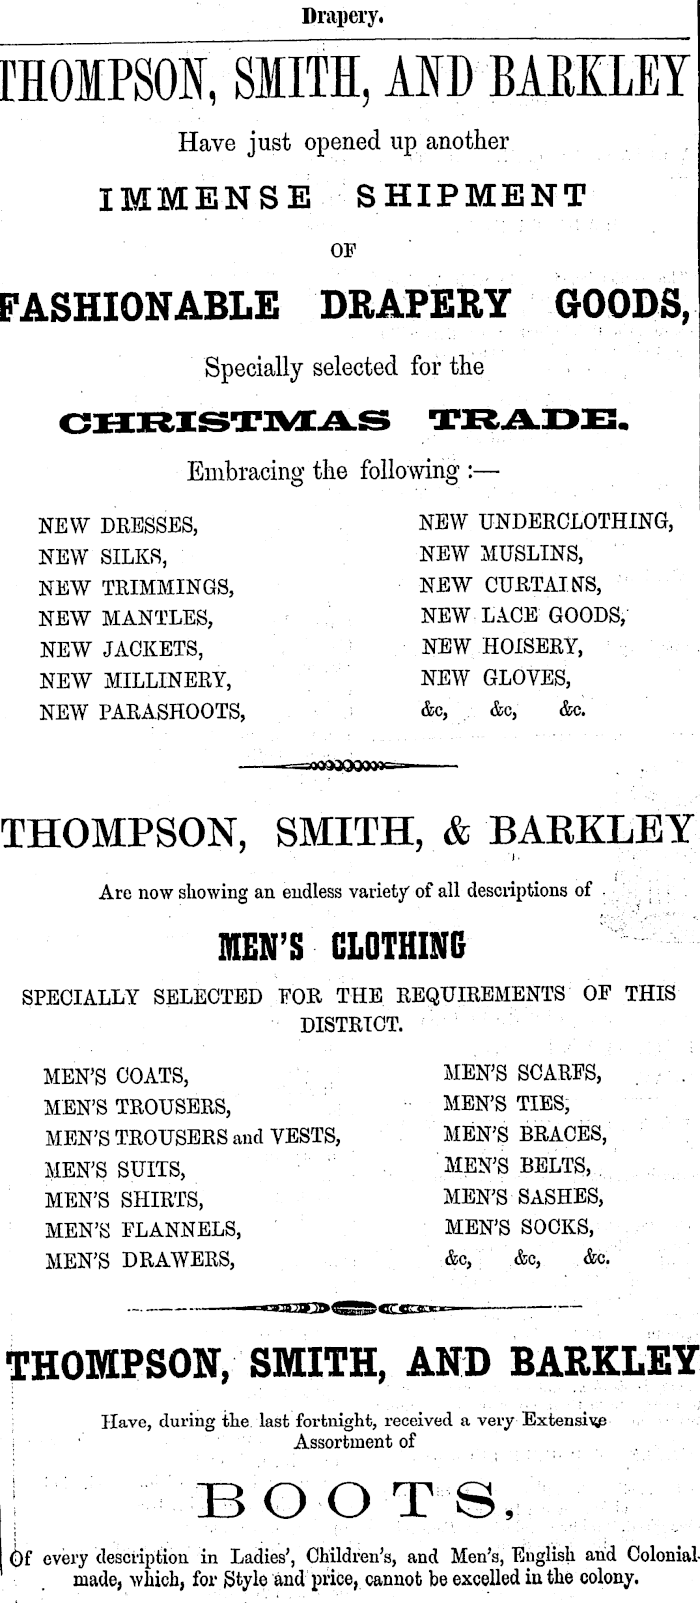 Drapery.
THOMPSON, SMITH, AND BARKLEY
Have just opened up another
IMMENSE SHIPMENT
OF
FASHIONABLE DRAPERY GOODS,
Specially selected for the
CHRISTMAS TRADE.
Embracing the following :—
NEW DRESSES,
NEW SILKS,
NEW TRIMMINGS,
NEW MANTLES,
NEW JACKETS,
NEW MILLINERY,
NEW PARASHOOTS,
NEW UNDERCLOTHING,
NEW MUSLINS,
NEW CURTAINS,
NEW LACE GOODS,
NEW HOISERY,
NEW GLOVES,
&c, &c, &c.
THOMPSON, SMITH, & BARKLEY
Are now showing an endless variety of all descriptions of
MEN'S CLOTHING
SPECIALLY SELECTED FOR THE REQUIREMENTS OF THIS
DISTRICT.
MEN'S COATS,
MEN'S TROUSERS,
MEN'S TROUSERS and VESTS,
MEN'S SUITS,
MEN'S SHIRTS,
MEN'S FLANNELS,
MEN'S DRAWERS,
MEN'S SCARFS,
MEN'S TIES,
MEN'S BRACES,
MEN'S BELTS,
MEN'S SASHES,
MEN'S SOCKS,
&c, &c, &c.
THOMPSON, SMITH, AND BARKLEY
Have, during the last fortnight, received a very Extensive
Assortment of
BOOTS,
Of every description in Ladies', Children's, and Men's, English and Colonial-
made, which, for Style and price, cannot be excelled in the colony.